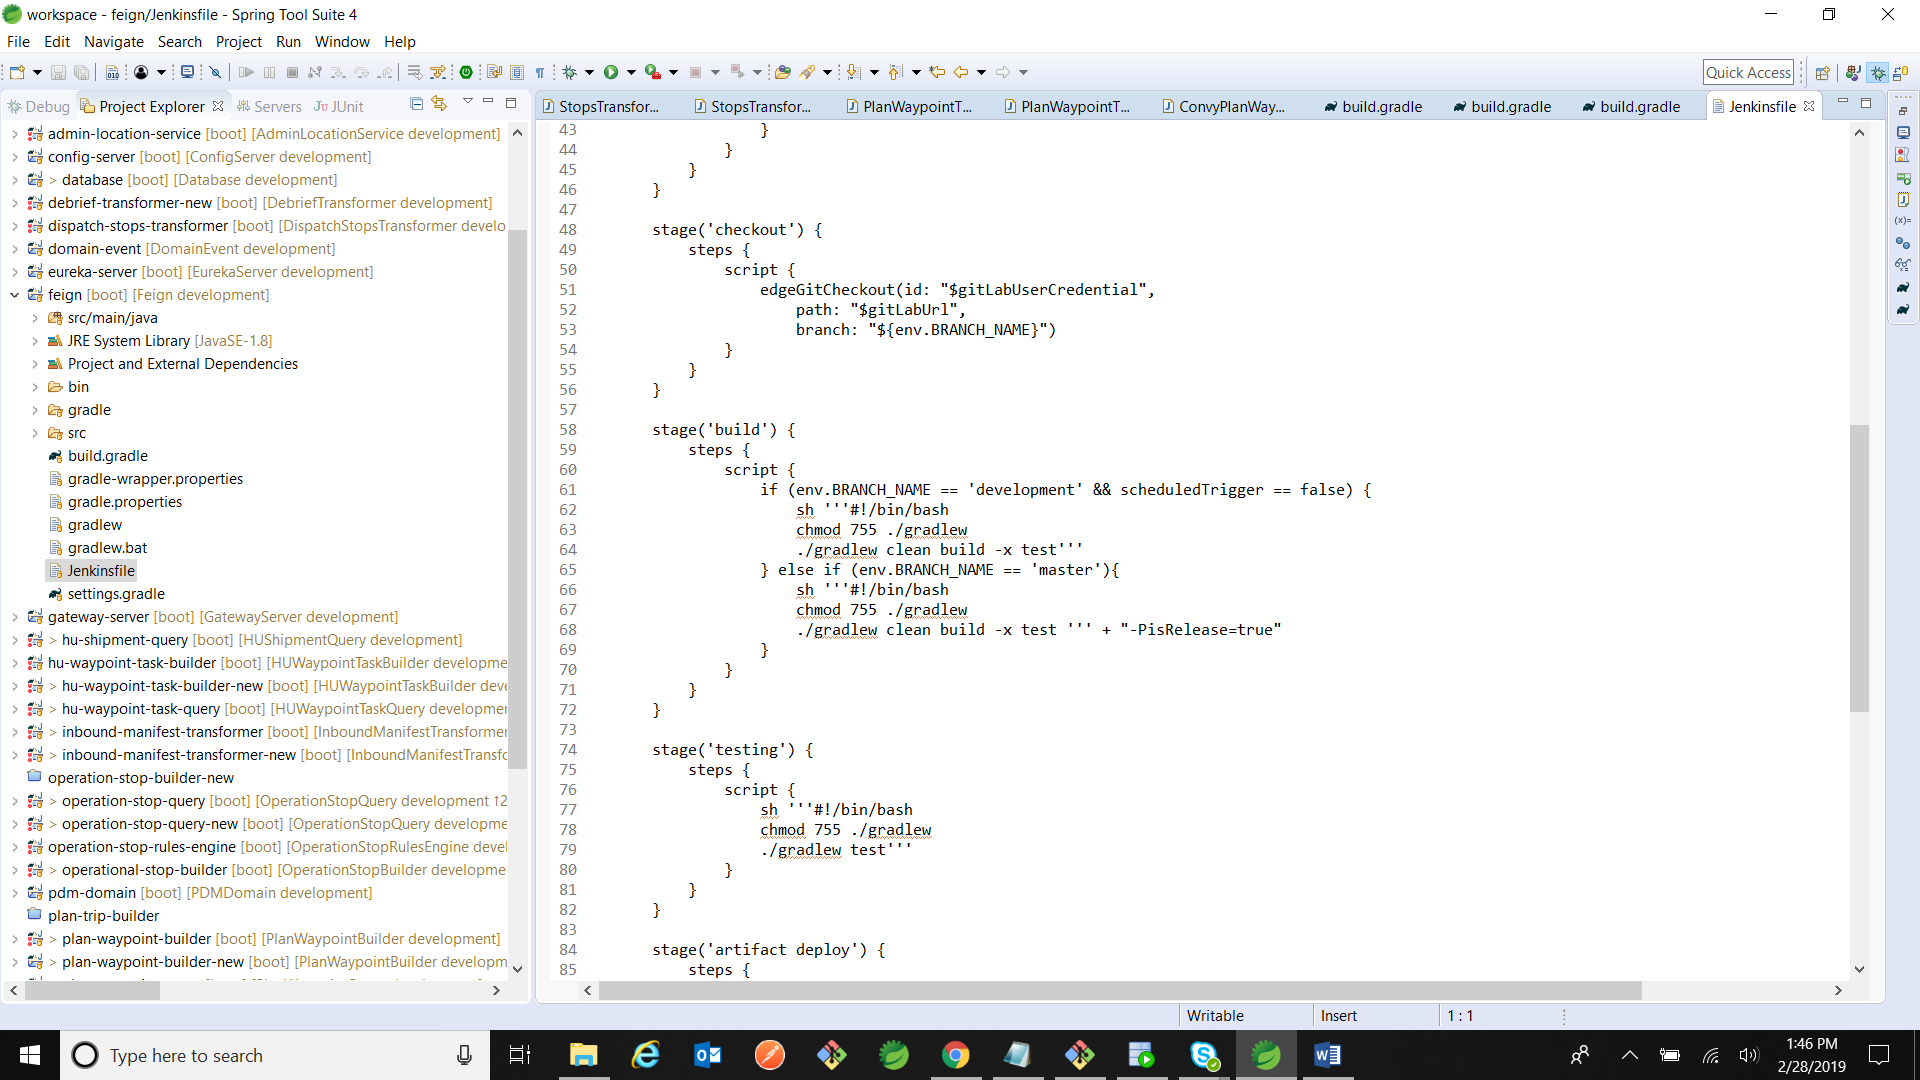 workspace - feign/Jenkinsfile - Spring Tool Suite 4
File Edit Navigate Search Project Run Window Help
Quick Access
Debug Project Explorer Servers JUnit
StopsTransfor... StopsTransfor... PlanWaypointT... PlanWaypointT... ConvyPlanWay... build.gradle build.gradle build.gradle Jenkinsfile
admin-location-service [boot] [AdminLocationService development]
config-server [boot] [ConfigServer development]
> database [boot] [Database development]
debrief-transformer-new [boot] [DebriefTransformer development]
dispatch-stops-transformer [boot] [DispatchStopsTransformer develo
domain-event [DomainEvent development]
eureka-server [boot] [EurekaServer development]
feign [boot] [Feign development]
src/main/java
JRE System Library [JavaSE-1.8]
Project and External Dependencies
bin
gradle
src
build.gradle
gradle-wrapper.properties
gradle.properties
gradlew
gradlew.bat
Jenkinsfile
settings.gradle
gateway-server [boot] [GatewayServer development]
> hu-shipment-query [boot] [HUShipmentQuery development]
hu-waypoint-task-builder [boot] [HUWaypointTaskBuilder developme
> hu-waypoint-task-builder-new [boot] [HUWaypointTaskBuilder deve
> hu-waypoint-task-query [boot] [HUWaypointTaskQuery developmer
> inbound-manifest-transformer [boot] [InboundManifestTransformer
> inbound-manifest-transformer-new [boot] [InboundManifestTransfc
operation-stop-builder-new
> operation-stop-query [boot] [OperationStopQuery development ↑2
> operation-stop-query-new [boot] [OperationStopQuery developme
operation-stop-rules-engine [boot] [OperationStopRulesEngine devel
> operational-stop-builder [boot] [OperationStopBuilder developme
pdm-domain [boot] [PDMDomain development]
plan-trip-builder
> plan-waypoint-builder [boot] [PlanWaypointBuilder development]
> plan-waypoint-builder-new [boot] [PlanWaypointBuilder developm
43 }
44 }
45 }
46 }
47
48 stage('checkout') {
49 steps {
50 script {
51 edgeGitCheckout(id: "$gitLabUserCredential",
52 path: "$gitLabUrl",
53 branch: "${env.BRANCH_NAME}")
54 }
55 }
56 }
57
58 stage('build') {
59 steps {
60 script {
61 if (env.BRANCH_NAME == 'development' && scheduledTrigger == false) {
62 sh '''#!/bin/bash
63 chmod 755 ./gradlew
64 ./gradlew clean build -x test'''
65 } else if (env.BRANCH_NAME == 'master'){
66 sh '''#!/bin/bash
67 chmod 755 ./gradlew
68 ./gradlew clean build -x test ''' + "-PisRelease=true"
69 }
70 }
71 }
72 }
73
74 stage('testing') {
75 steps {
76 script {
77 sh '''#!/bin/bash
78 chmod 755 ./gradlew
79 ./gradlew test'''
80 }
81 }
82 }
83
84 stage('artifact deploy') {
85 steps {
Writable Insert 1 : 1
Type here to search
1:46 PM
2/28/2019